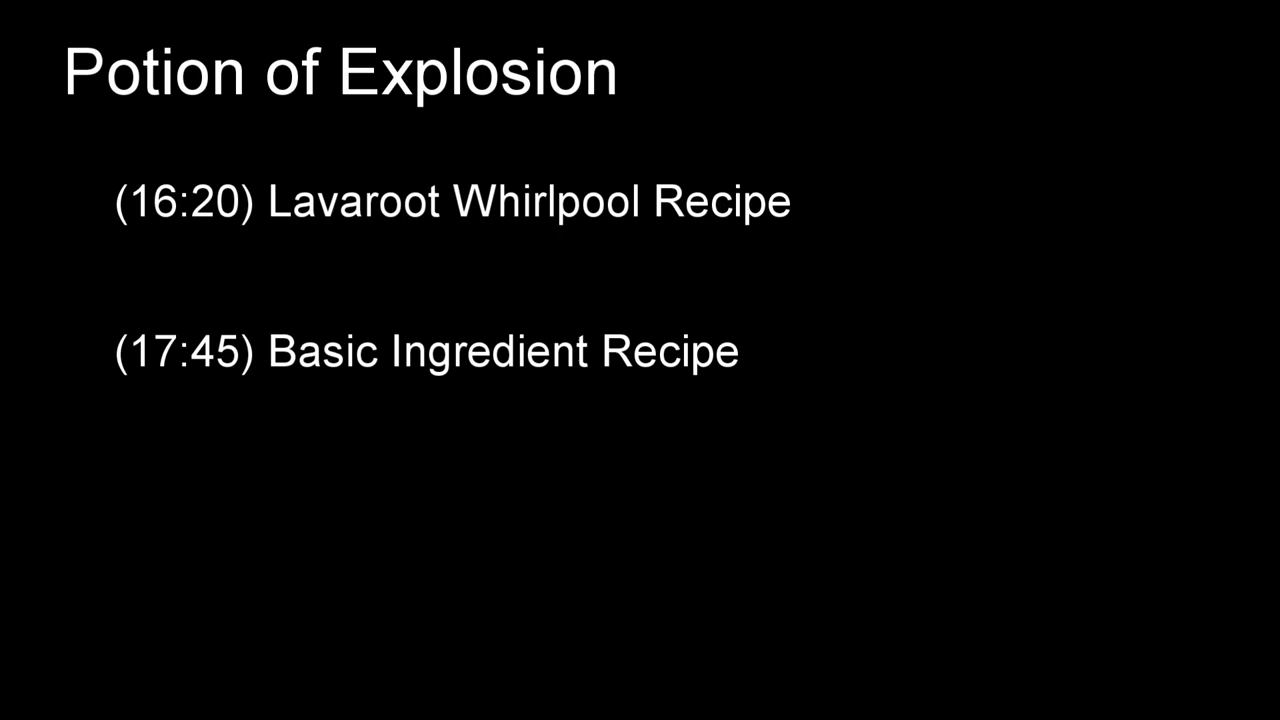 Potion of Explosion
(16:20) Lavaroot Whirlpool Recipe
(17:45) Basic Ingredient Recipe